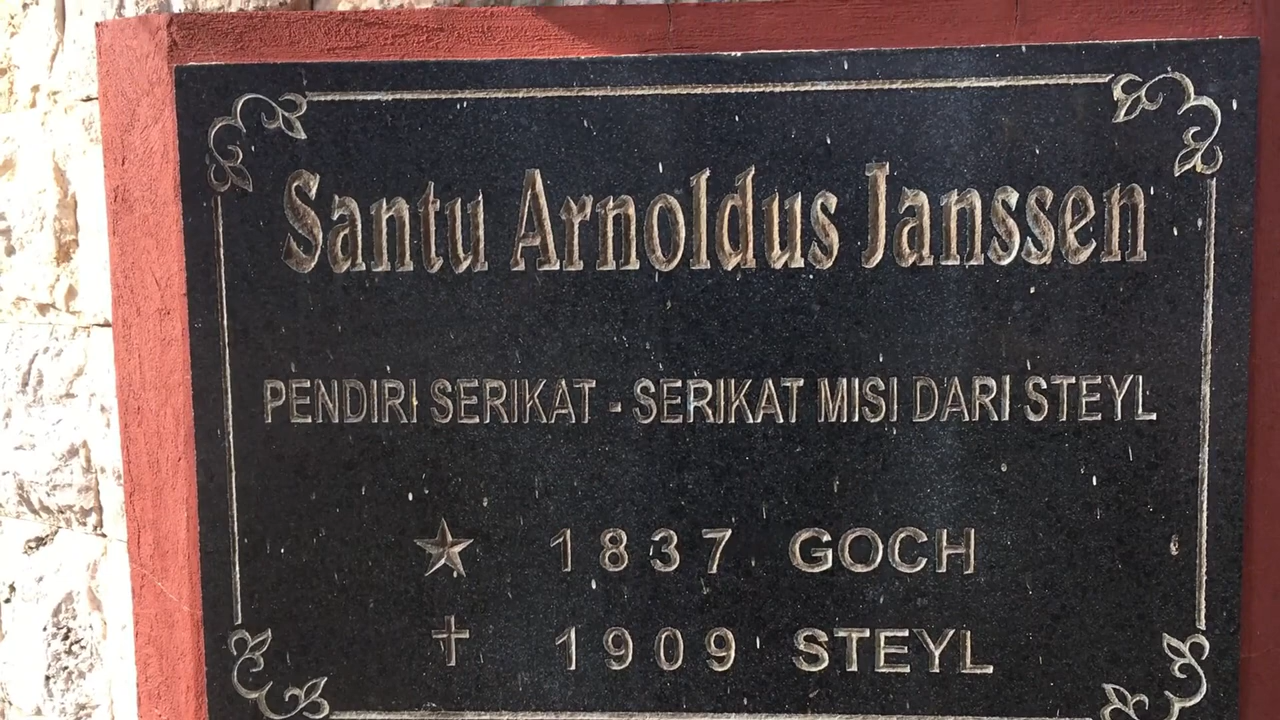 Santu Arnoldus Janssen
PENDIRI SERIKAT - SERIKAT MISI DARI STEYL
★ 1837 GOCH
✝ 1909 STEYL